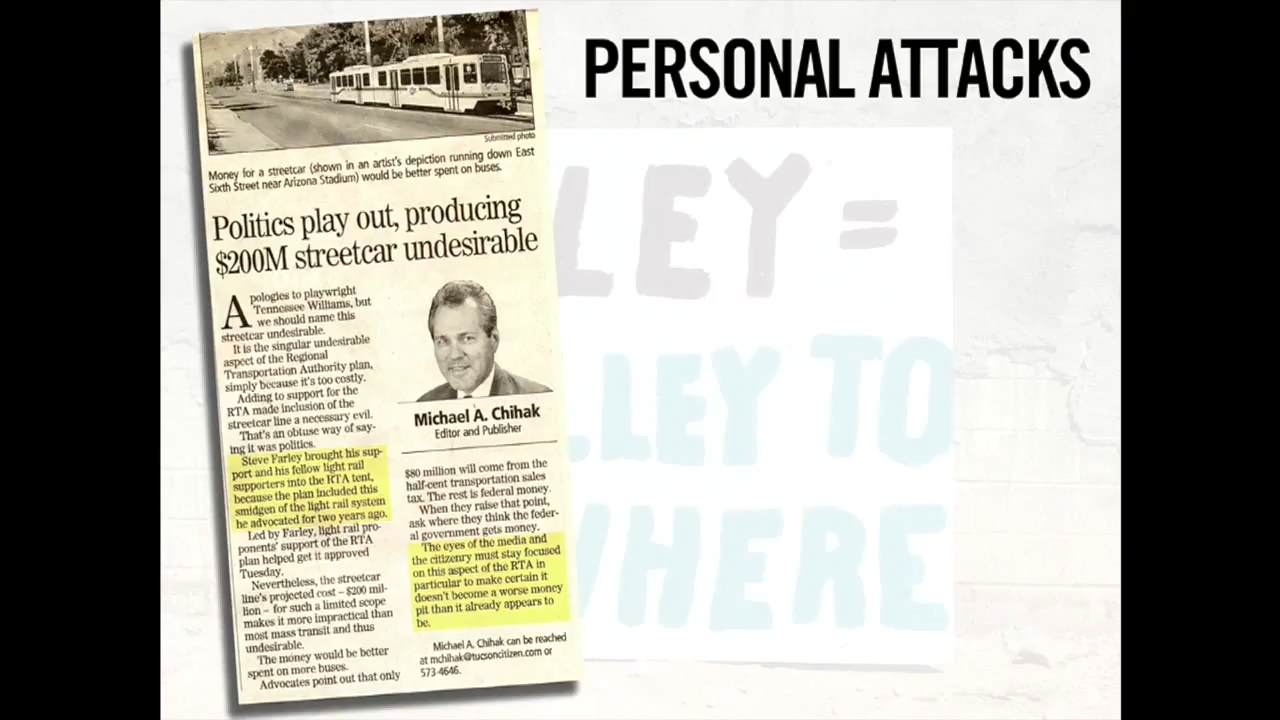 PERSONAL ATTACKS
Submitted photo
Money for a streetcar (shown in an artist's depiction running down East
Sixth Street near Arizona Stadium) would be better spent on buses.
Politics play out, producing
$200M streetcar undesirable
Apologies to playwright
Tennessee Williams, but
we should name this
streetcar undesirable.
It is the singular undesirable
aspect of the Regional
Transportation Authority plan,
simply because it's too costly.
Adding to support for the
RTA made inclusion of the
streetcar line a necessary evil.
That's an obtuse way of say-
ing it was politics.
Steve Farley brought his sup-
port and his fellow light rail
supporters into the RTA tent,
because the plan included this
smidgen of the light rail system
he advocated for two years ago.
Led by Farley, light rail pro-
ponents' support of the RTA
plan helped get it approved
Tuesday.
Nevertheless, the streetcar
line's projected cost – $200 mil-
lion – for such a limited scope
makes it more impractical than
most mass transit and thus
undesirable.
The money would be better
spent on more buses.
Advocates point out that only
Michael A. Chihak
Editor and Publisher
$80 million will come from the
half-cent transportation sales
tax. The rest is federal money.
When they raise that point,
ask where they think the feder-
al government gets money.
The eyes of the media and
the citizenry must stay focused
on this aspect of the RTA in
particular to make certain it
doesn't become a worse money
pit than it already appears to
be.
Michael A. Chihak can be reached
at mchihak@tucsoncitizen.com or
573-4646.
LEY =
LLEY TO
WHERE